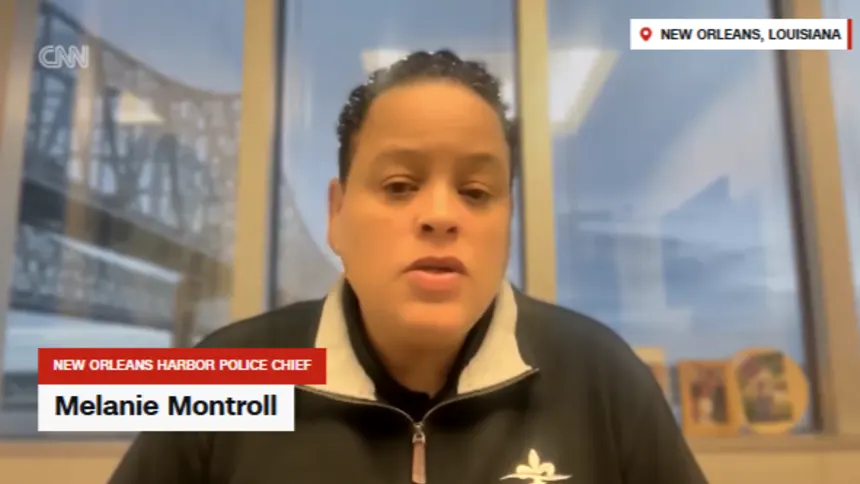 CNN
NEW ORLEANS, LOUISIANA
NEW ORLEANS HARBOR POLICE CHIEF
Melanie Montroll